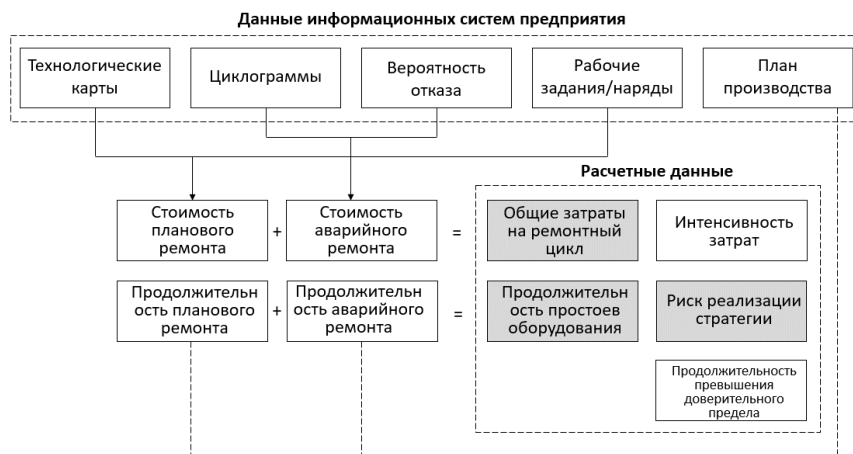 Данные информационных систем предприятия
Технологические
карты
Циклограммы
Вероятность
отказа
Рабочие
задания/наряды
План
производства
Расчетные данные
Стоимость
планового
ремонта
+
Стоимость
аварийного
ремонта
=
Общие затраты
на ремонтный
цикл
Интенсивность
затрат
Продолжительн
ость планового
ремонта
+
Продолжительн
ость аварийного
ремонта
=
Продолжительн
ость простоев
оборудования
Риск реализации
стратегии
Продолжительность
превышения
доверительного
предела